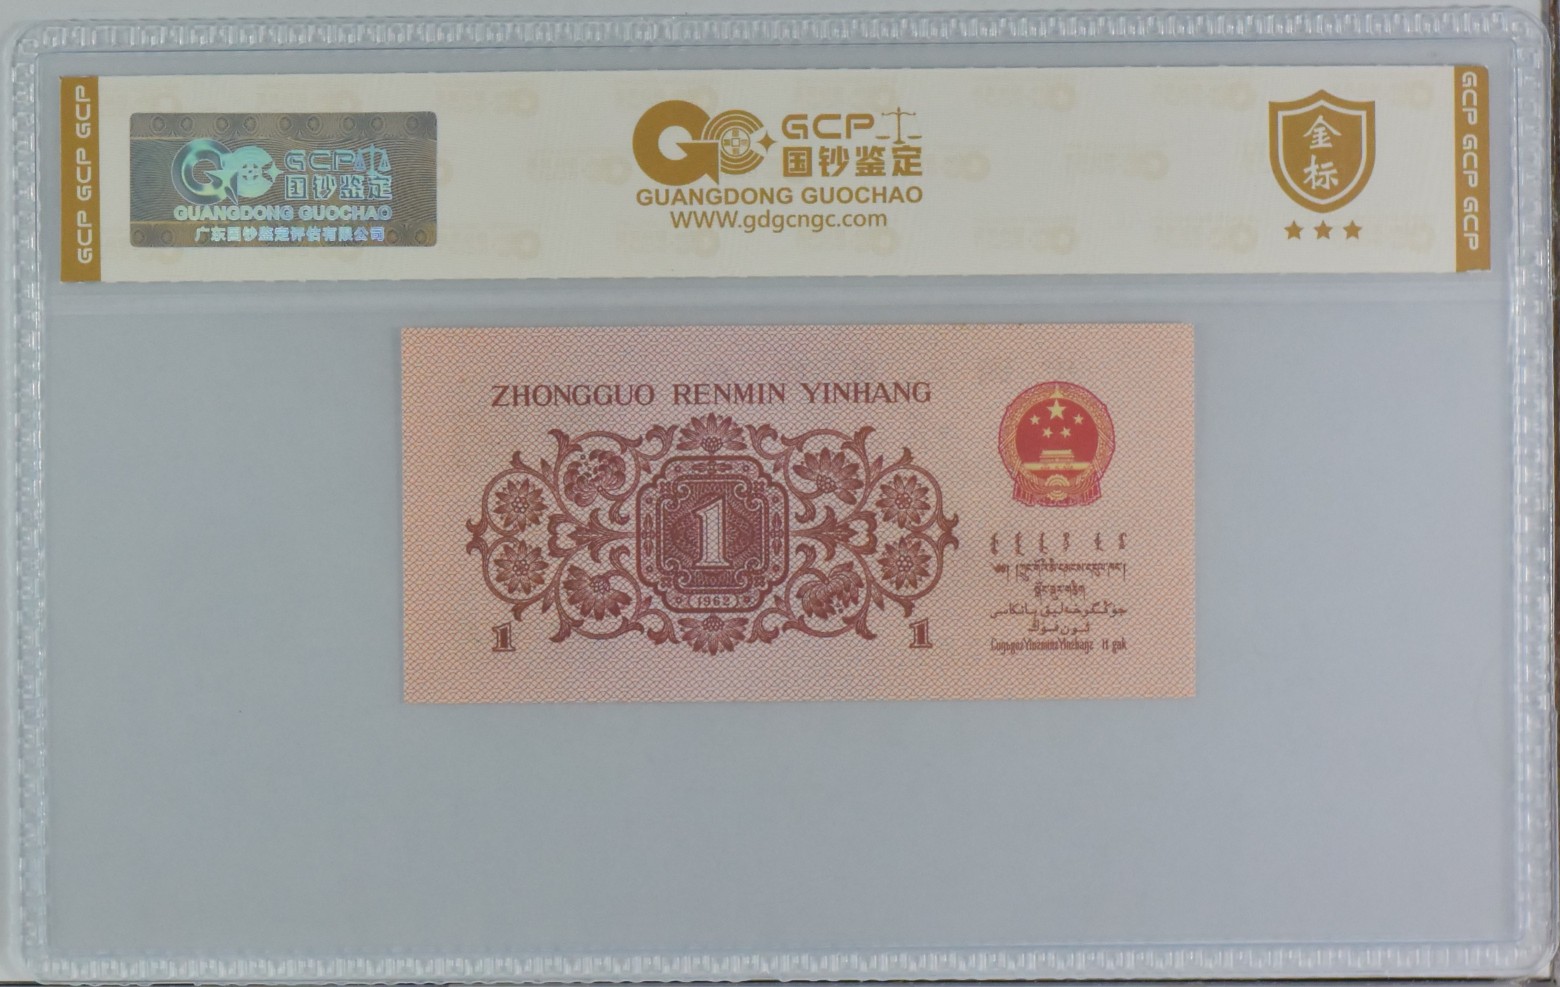 GCP GCP GCP
GCP
国钞鉴定
GUANGDONG GUOCHAO
广东国钞鉴定评估有限公司
GCP
国钞鉴定
GUANGDONG GUOCHAO
WWW.gdgcngc.com
金标
GCP GCP GCP
ZHONGGUO RENMIN YINHANG
1
1962
1 1